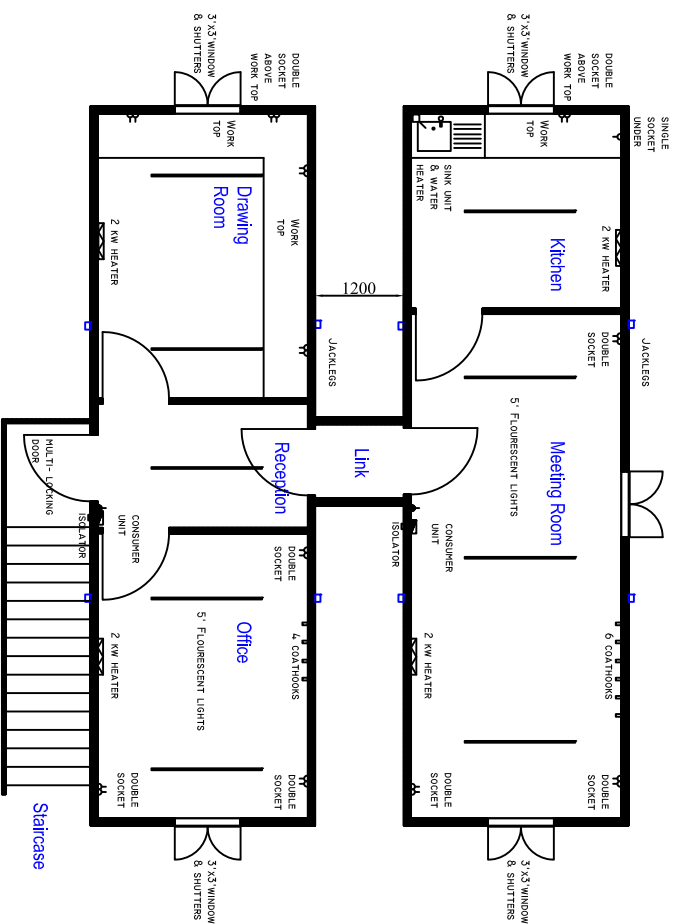 SINGLE
SOCKET
UNDER
DOUBLE
SOCKET
ABOVE
WORK TOP
3'x3'WINDOW
& SHUTTERS
WORK
TOP
SINK UNIT
& WATER
HEATER
Kitchen
2 KW HEATER
JACKLEGS
DOUBLE
SOCKET
Meeting Room
5' FLOURESCENT LIGHTS
CONSUMER
UNIT
ISOLATOR
6 COATHOOKS
2 KW HEATER
DOUBLE
SOCKET
DOUBLE
SOCKET
3'x3'WINDOW
& SHUTTERS
1200
JACKLEGS
Link
DOUBLE
SOCKET
ABOVE
WORK TOP
3'x3'WINDOW
& SHUTTERS
WORK
TOP
WORK
TOP
Drawing
Room
2 KW HEATER
Reception
MULTI- LOCKING
DOOR
CONSUMER
UNIT
ISOLATOR
DOUBLE
SOCKET
Office
5' FLOURESCENT LIGHTS
4 COATHOOKS
2 KW HEATER
DOUBLE
SOCKET
DOUBLE
SOCKET
3'x3'WINDOW
& SHUTTERS
Staircase